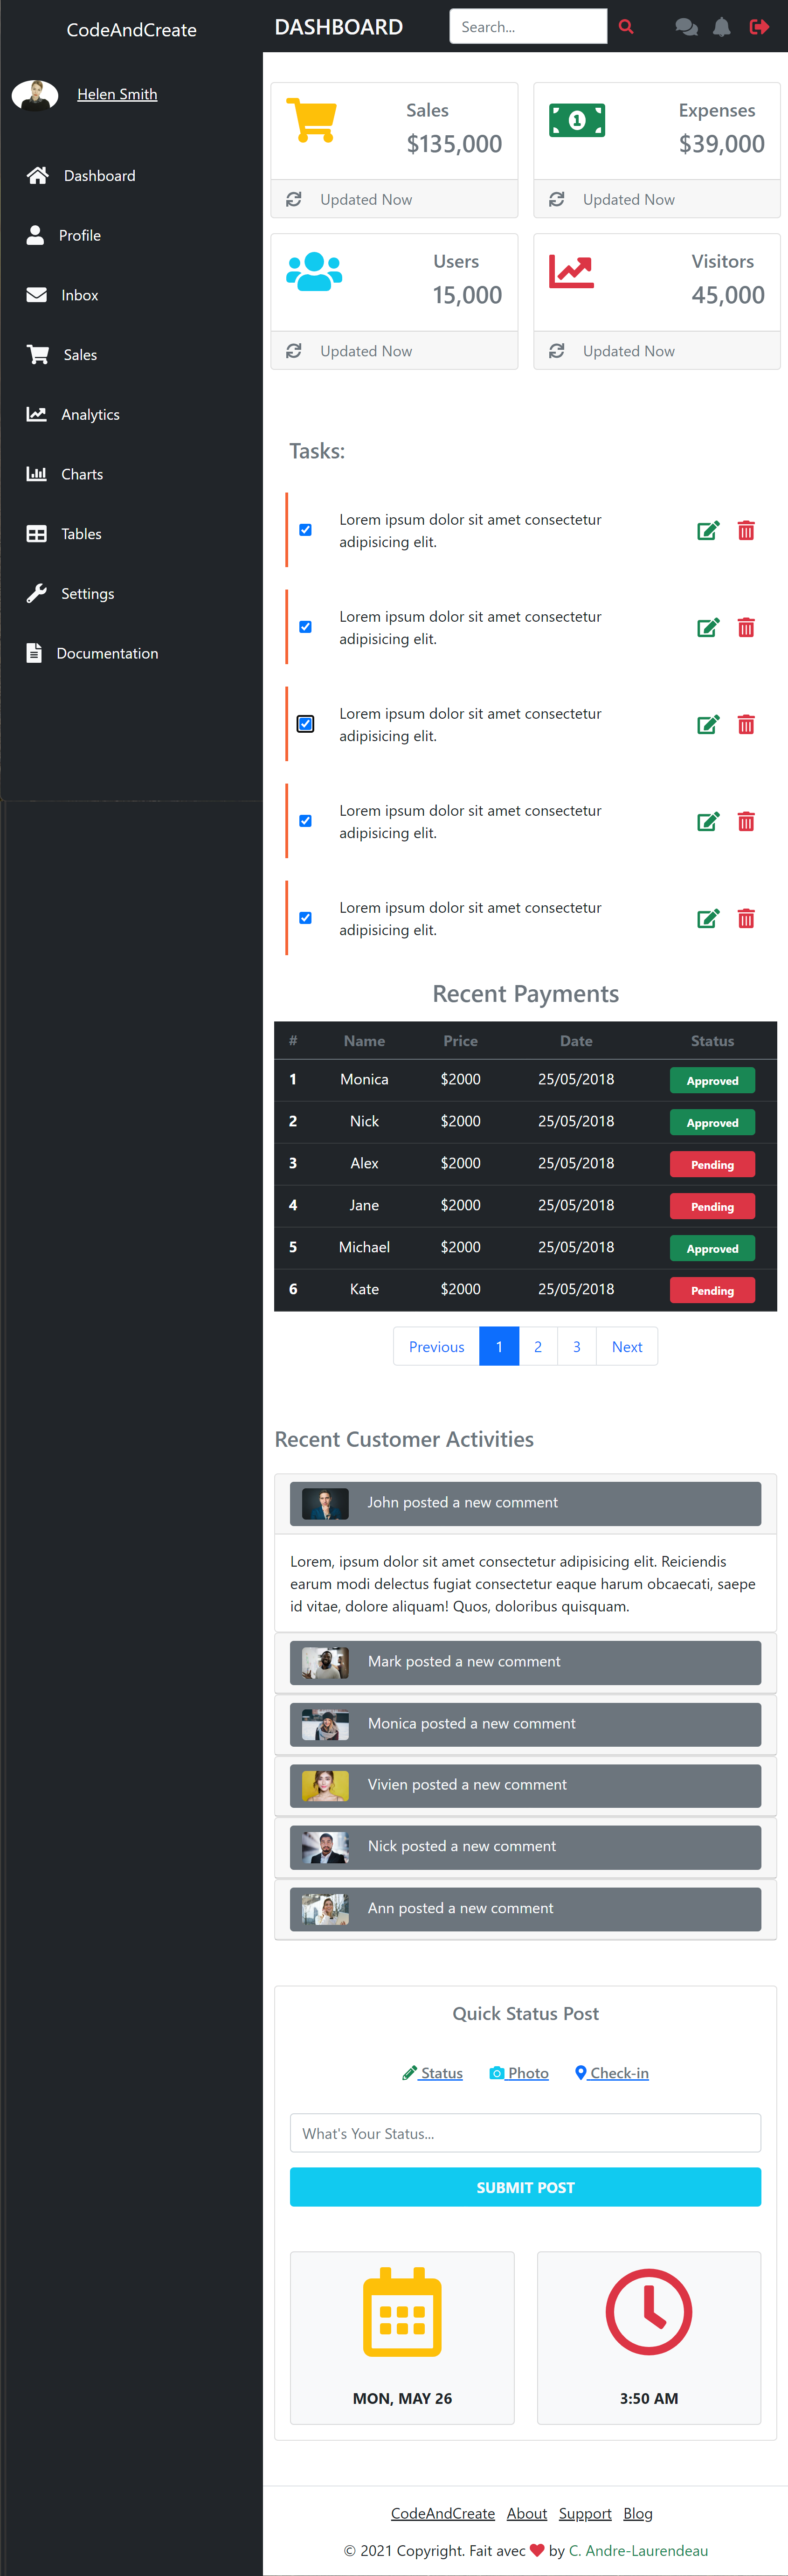 CodeAndCreate
Helen Smith
Dashboard
Profile
Inbox
Sales
Analytics
Charts
Tables
Settings
Documentation
DASHBOARD
Search...
Sales
$135,000
Updated Now
Expenses
$39,000
Updated Now
Users
15,000
Updated Now
Visitors
45,000
Updated Now
Tasks:
Lorem ipsum dolor sit amet consectetur
adipisicing elit.
Lorem ipsum dolor sit amet consectetur
adipisicing elit.
Lorem ipsum dolor sit amet consectetur
adipisicing elit.
Lorem ipsum dolor sit amet consectetur
adipisicing elit.
Lorem ipsum dolor sit amet consectetur
adipisicing elit.
Recent Payments
# Name Price Date Status
1 Monica $2000 25/05/2018 Approved
2 Nick $2000 25/05/2018 Approved
3 Alex $2000 25/05/2018 Pending
4 Jane $2000 25/05/2018 Pending
5 Michael $2000 25/05/2018 Approved
6 Kate $2000 25/05/2018 Pending
Previous 1 2 3 Next
Recent Customer Activities
John posted a new comment
Lorem, ipsum dolor sit amet consectetur adipisicing elit. Reiciendis
earum modi delectus fugiat consectetur eaque harum obcaecati, saepe
id vitae, dolore aliquam! Quos, doloribus quisquam.
Mark posted a new comment
Monica posted a new comment
Vivien posted a new comment
Nick posted a new comment
Ann posted a new comment
Quick Status Post
Status Photo Check-in
What's Your Status...
SUBMIT POST
MON, MAY 26
3:50 AM
CodeAndCreate About Support Blog
© 2021 Copyright. Fait avec ❤ by C. Andre-Laurendeau